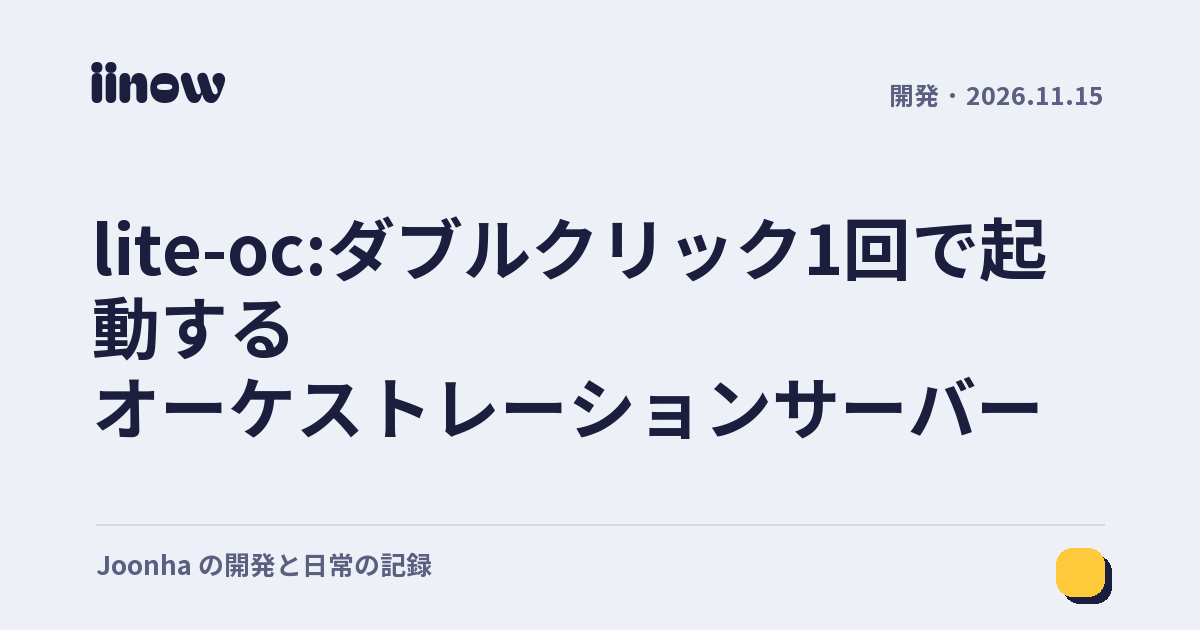 iinow
開発・2026.11.15
lite-oc:ダブルクリック1回で起
動する
オーケストレーションサーバー
Joonha の開発と日常の記録